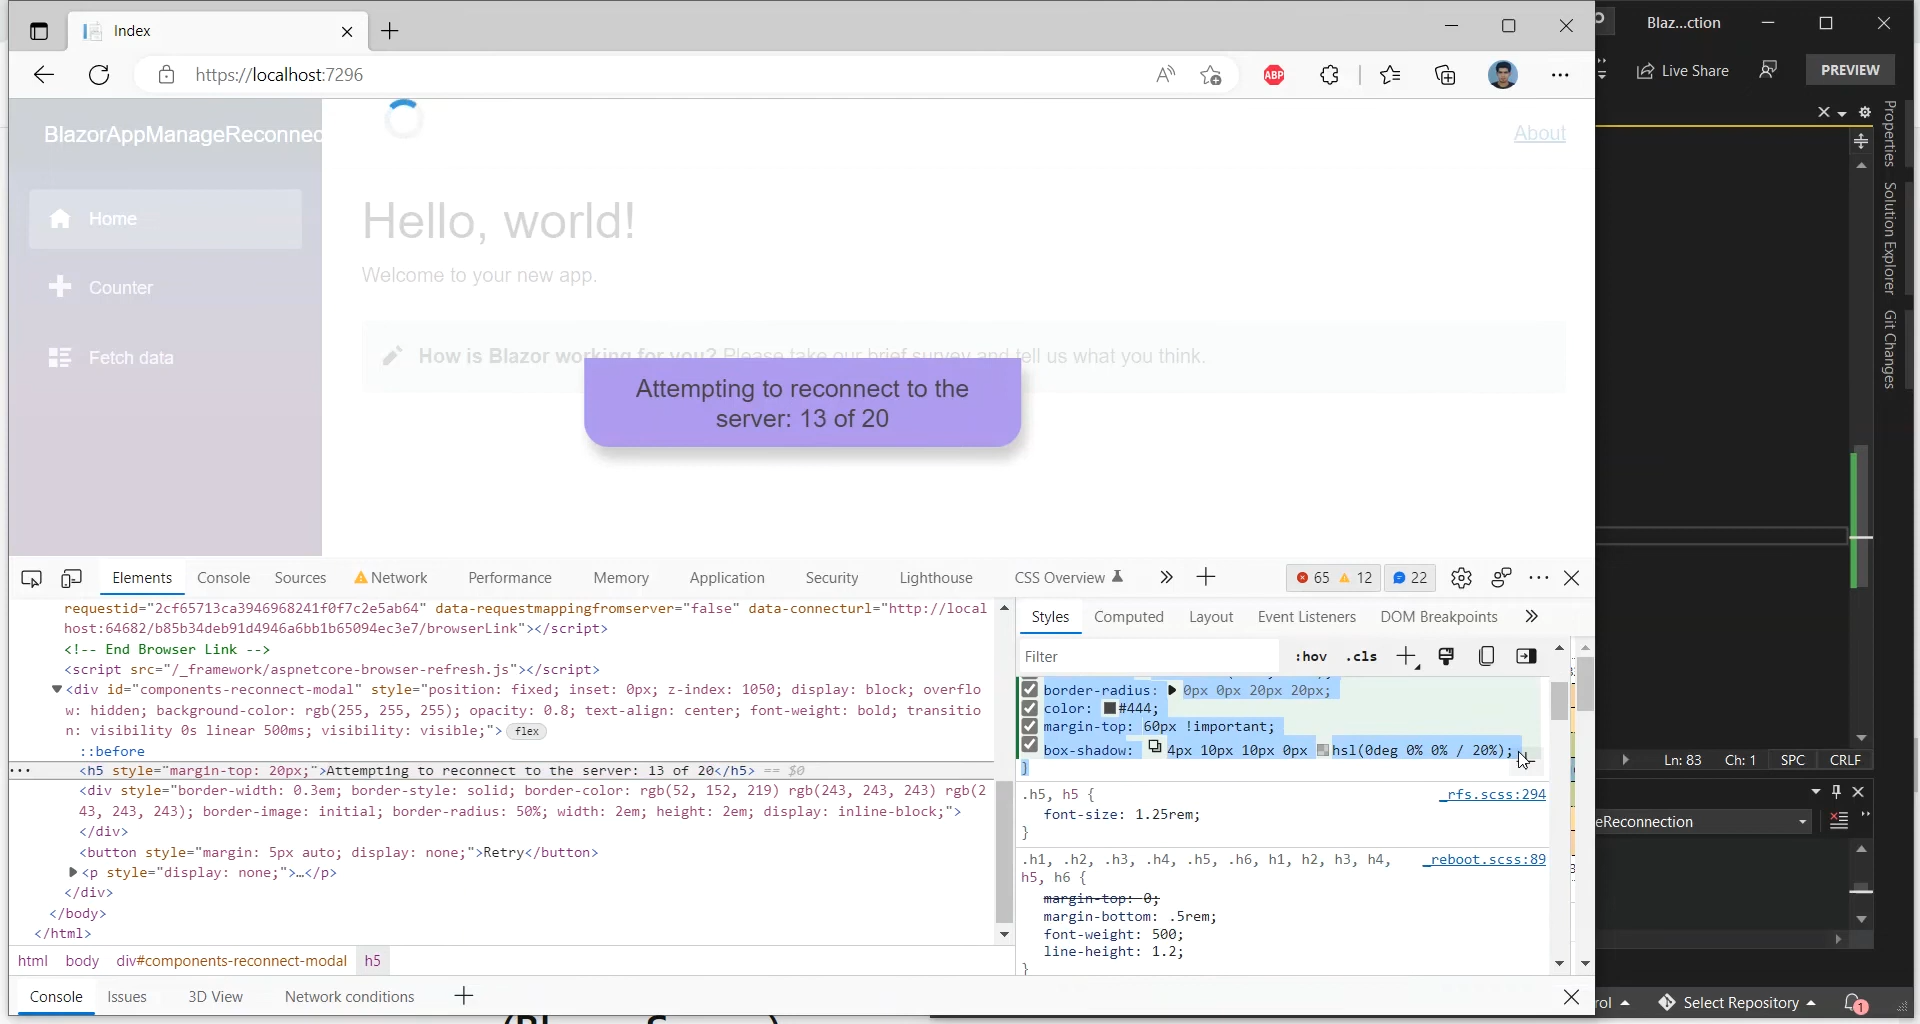 Index
Blaz...ction
https://localhost:7296
ABP
Live Share
PREVIEW
BlazorAppManageReconnec
About
Home
Counter
Fetch data
Hello, world!
Welcome to your new app.
How is Blazor working for you? Please take our brief survey and tell us what you think.
Attempting to reconnect to the
server: 13 of 20
Properties
Solution Explorer
Git Changes
Elements Console Sources Network Performance Memory Application Security Lighthouse CSS Overview 65 12 22
requestid="2cf65713ca3946968241f0f7c2e5ab64" data-requestmappingfromserver="false" data-connecturl="http://local
host:64682/b85b34deb91d4946a6bb1b65094ec3e7/browserLink"></script>
<!-- End Browser Link -->
<script src="/_framework/aspnetcore-browser-refresh.js"></script>
<div id="components-reconnect-modal" style="position: fixed; inset: 0px; z-index: 1050; display: block; overflo
w: hidden; background-color: rgb(255, 255, 255); opacity: 0.8; text-align: center; font-weight: bold; transitio
n: visibility 0s linear 500ms; visibility: visible;"> flex
::before
··· <h5 style="margin-top: 20px;">Attempting to reconnect to the server: 13 of 20</h5> == $0
<div style="border-width: 0.3em; border-style: solid; border-color: rgb(52, 152, 219) rgb(243, 243, 243) rgb(2
43, 243, 243); border-image: initial; border-radius: 50%; width: 2em; height: 2em; display: inline-block;">
</div>
<button style="margin: 5px auto; display: none;">Retry</button>
<p style="display: none;">…</p>
</div>
</body>
</html>
html body div#components-reconnect-modal h5
Styles Computed Layout Event Listeners DOM Breakpoints
Filter :hov .cls
border-radius: 0px 0px 20px 20px;
color: #444;
margin-top: 60px !important;
box-shadow: 4px 10px 10px 0px hsl(0deg 0% 0% / 20%);
}
.h5, h5 { _rfs.scss:294
font-size: 1.25rem;
}
.h1, .h2, .h3, .h4, .h5, .h6, h1, h2, h3, h4, _reboot.scss:89
h5, h6 {
margin-top: 0;
margin-bottom: .5rem;
font-weight: 500;
line-height: 1.2;
}
Console Issues 3D View Network conditions
Ln: 83 Ch: 1 SPC CRLF
eReconnection
rol Select Repository 1